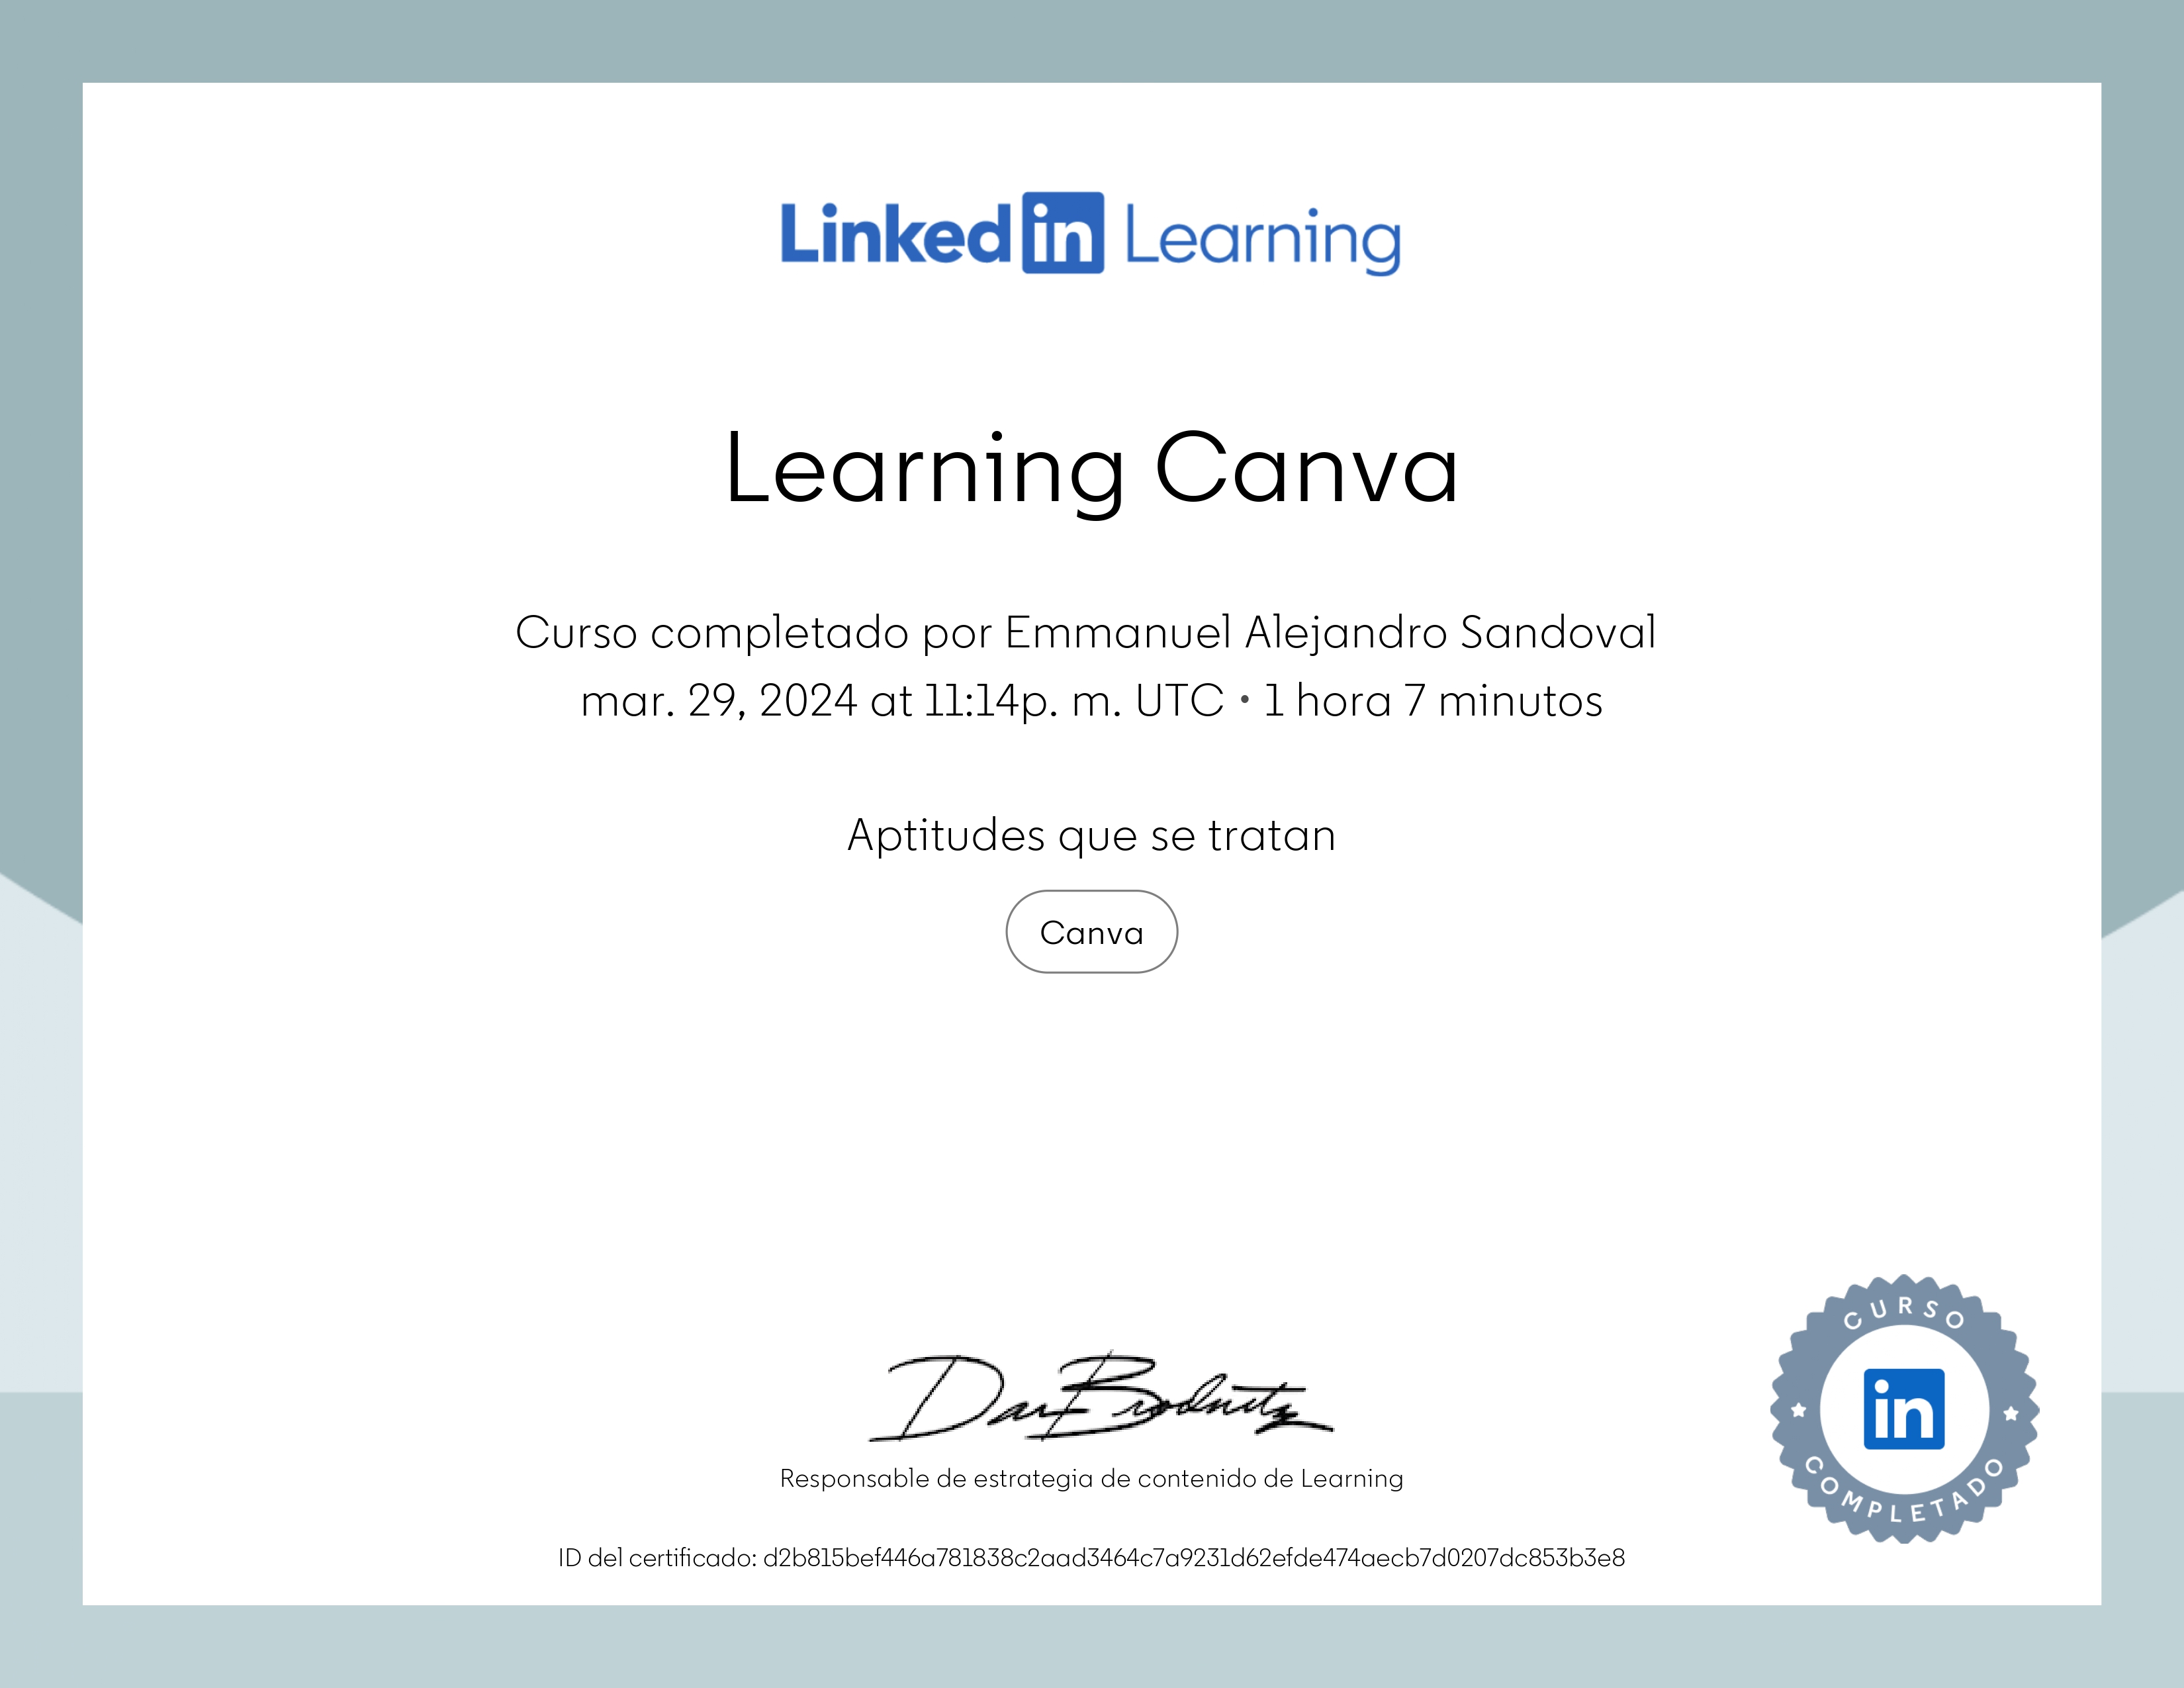 Linked in Learning
Learning Canva
Curso completado por Emmanuel Alejandro Sandoval
mar. 29, 2024 at 11:14p. m. UTC • 1 hora 7 minutos
Aptitudes que se tratan
Canva
Dan Brodnitz
Responsable de estrategia de contenido de Learning
ID del certificado: d2b815bef446a781838c2aad3464c7a9231d62efde474aecb7d0207dc853b3e8
CURSO
in
COMPLETADO